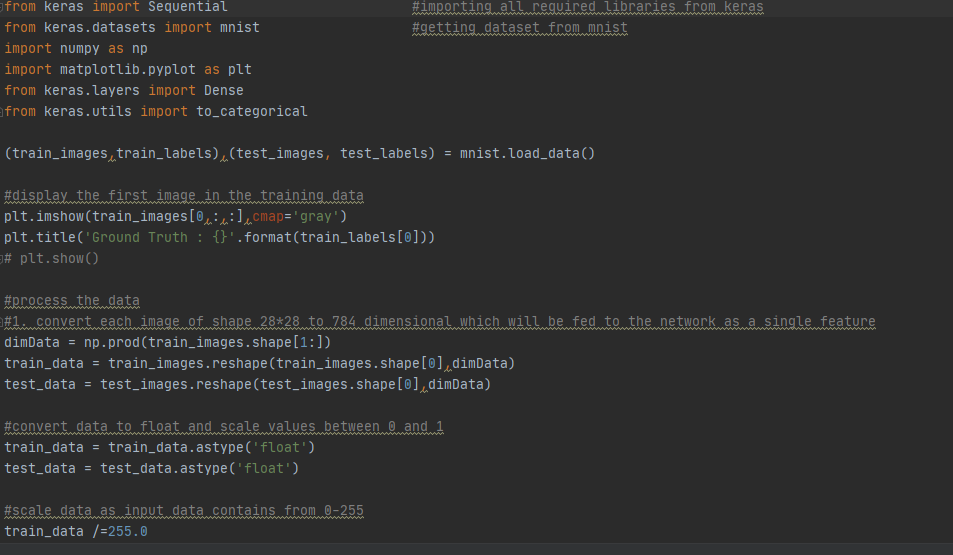 from keras import Sequential #importing all required libraries from keras
from keras.datasets import mnist #getting dataset from mnist
import numpy as np
import matplotlib.pyplot as plt
from keras.layers import Dense
from keras.utils import to_categorical
(train_images,train_labels),(test_images, test_labels) = mnist.load_data()
#display the first image in the training data
plt.imshow(train_images[0,:,:],cmap='gray')
plt.title('Ground Truth : {}'.format(train_labels[0]))
# plt.show()
#process the data
#1. convert each image of shape 28*28 to 784 dimensional which will be fed to the network as a single feature
dimData = np.prod(train_images.shape[1:])
train_data = train_images.reshape(train_images.shape[0],dimData)
test_data = test_images.reshape(test_images.shape[0],dimData)
#convert data to float and scale values between 0 and 1
train_data = train_data.astype('float')
test_data = test_data.astype('float')
#scale data as input data contains from 0-255
train_data /=255.0